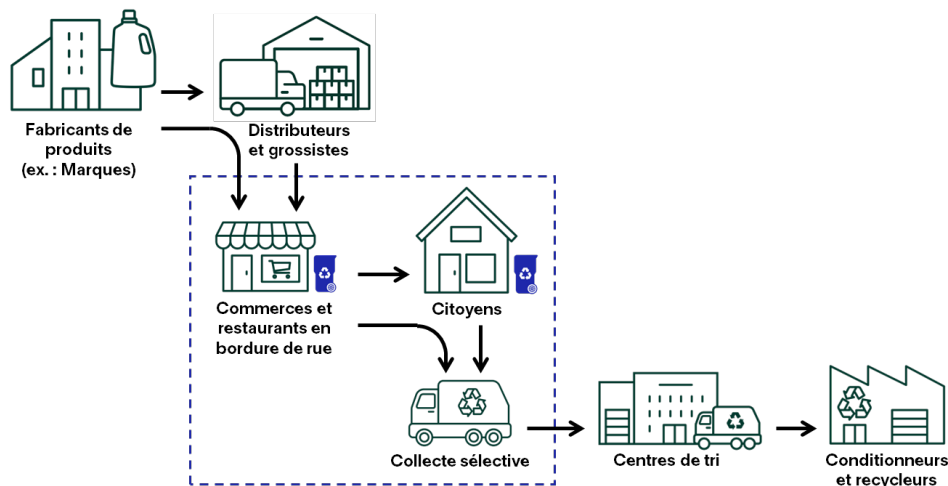 Fabricants de
produits
(ex. : Marques)
Distributeurs
et grossistes
Commerces et
restaurants en
bordure de rue
Citoyens
Collecte sélective
Centres de tri
Conditionneurs
et recycleurs